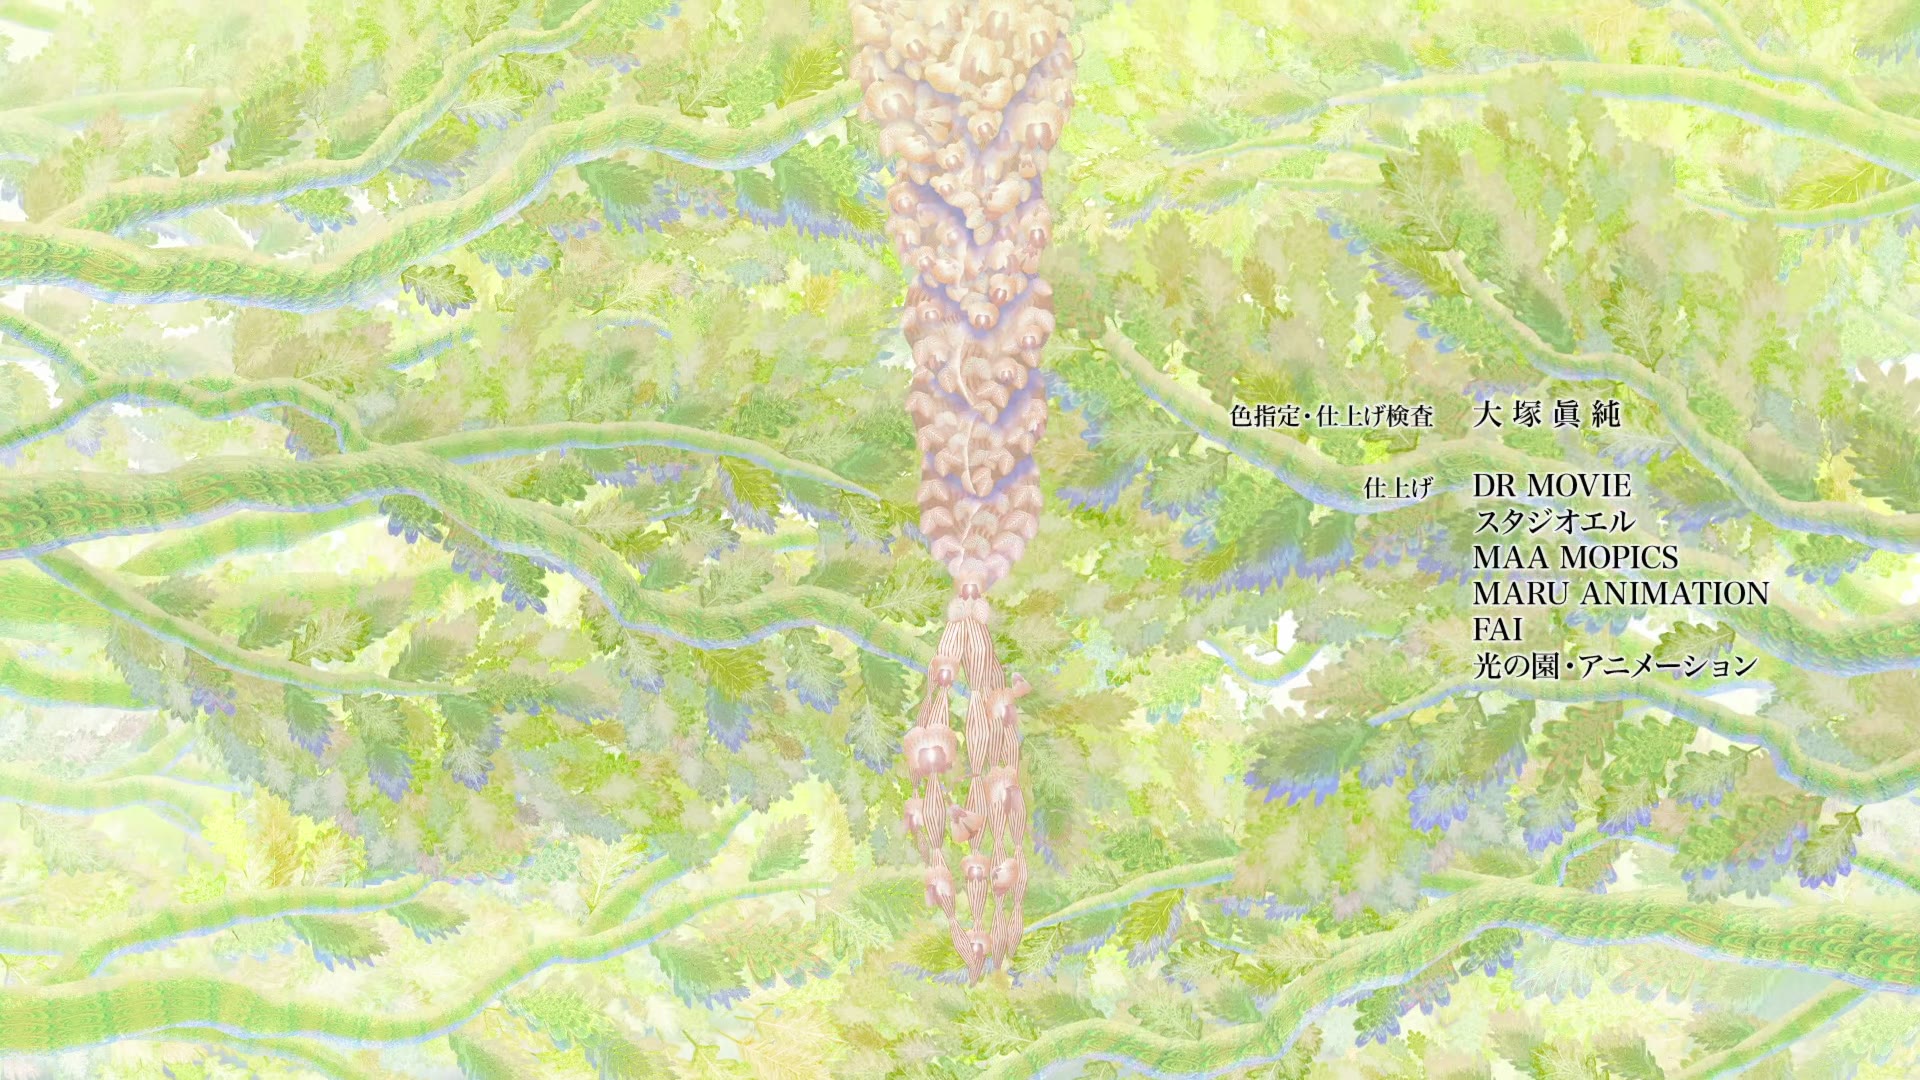 色指定・仕上げ検査 大塚眞純
仕上げ DR MOVIE
スタジオエル
MAA MOPICS
MARU ANIMATION
FAI
光の園・アニメーション